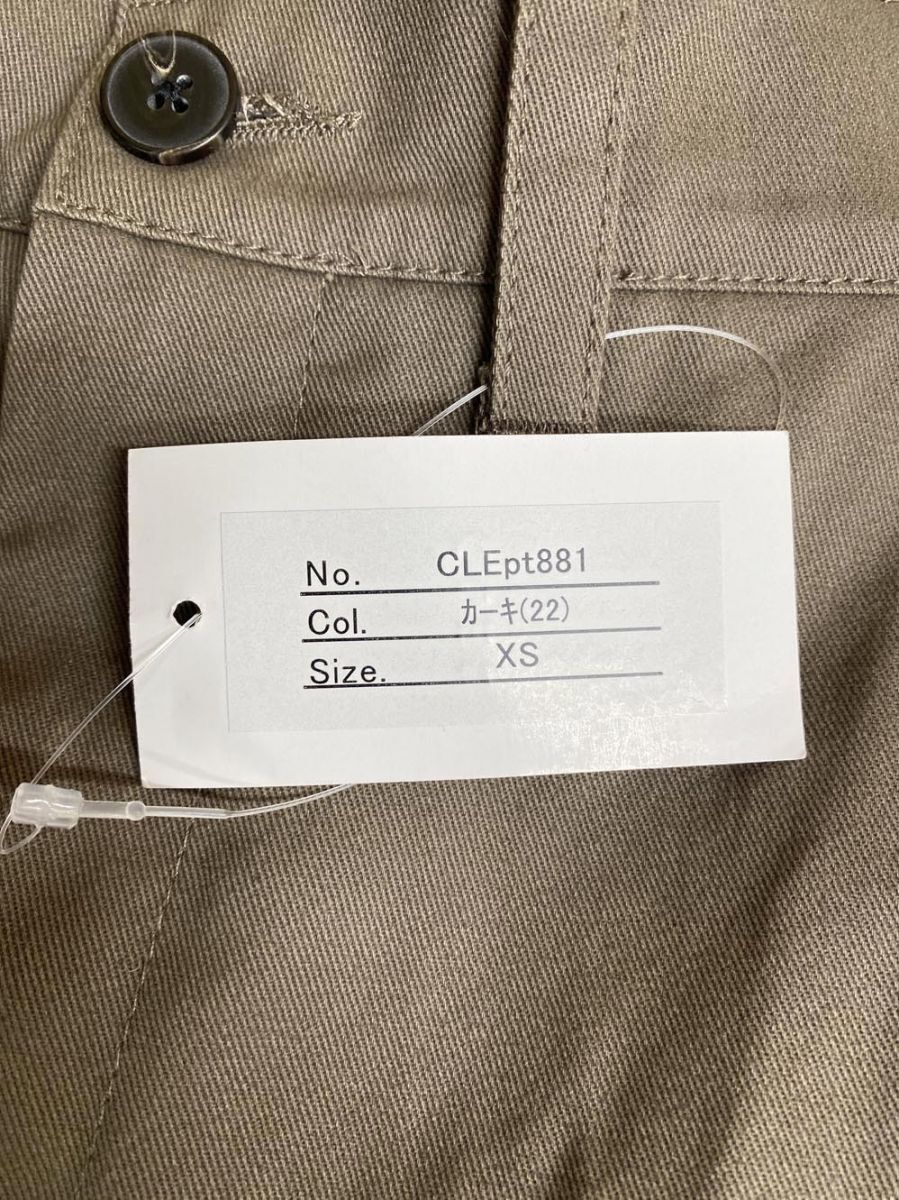 No. CLEpt881
Col. カーキ(22)
Size. XS